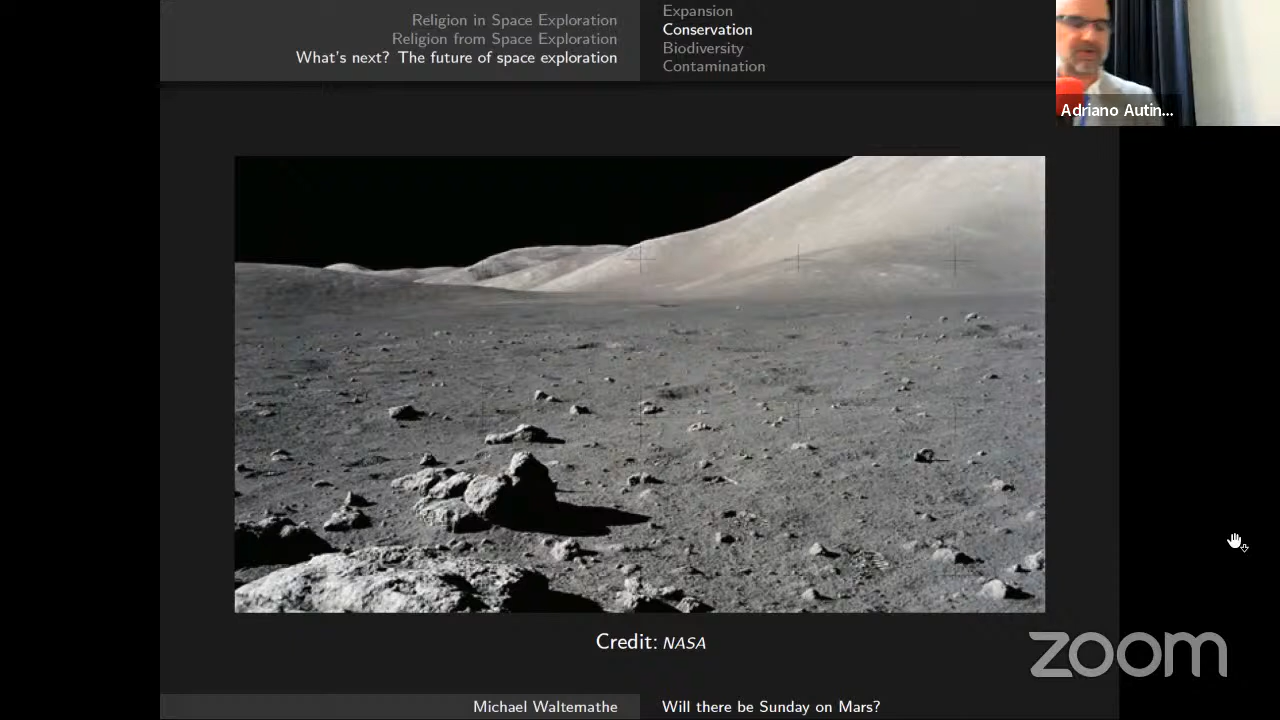 Religion in Space Exploration
Religion from Space Exploration
What's next? The future of space exploration
Expansion
Conservation
Biodiversity
Contamination
Adriano Autin...
Credit: NASA
zoom
Michael Waltemathe
Will there be Sunday on Mars?